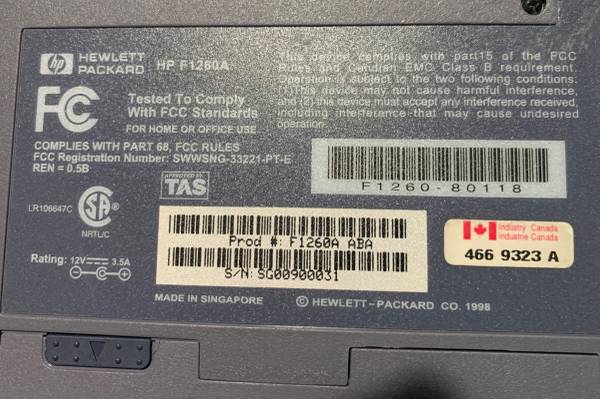 hp HEWLETT PACKARD HP F1260A
FC Tested To Comply
With FCC Standards
FOR HOME OR OFFICE USE
This device complies with part15 of the FCC
Rules and Candian EMC Class B requirement.
Operation is subject to the two following conditions:
(1)This device may not cause harmful interference,
and (2) this device must accept any interference received,
including interference that may cause undesired
operation.
COMPLIES WITH PART 68, FCC RULES
FCC Registration Number: SWWSNG-33221-PT-E
REN = 0.5B
F1260-80118
APPROVED BY
TAS
LR106647C
SA
NRTL/C
Prod #: F1260A ABA
S/N: SG00900031
Industry Canada
Industrie Canada
466 9323 A
Rating: 12V 3.5A
MADE IN SINGAPORE © HEWLETT-PACKARD CO. 1998